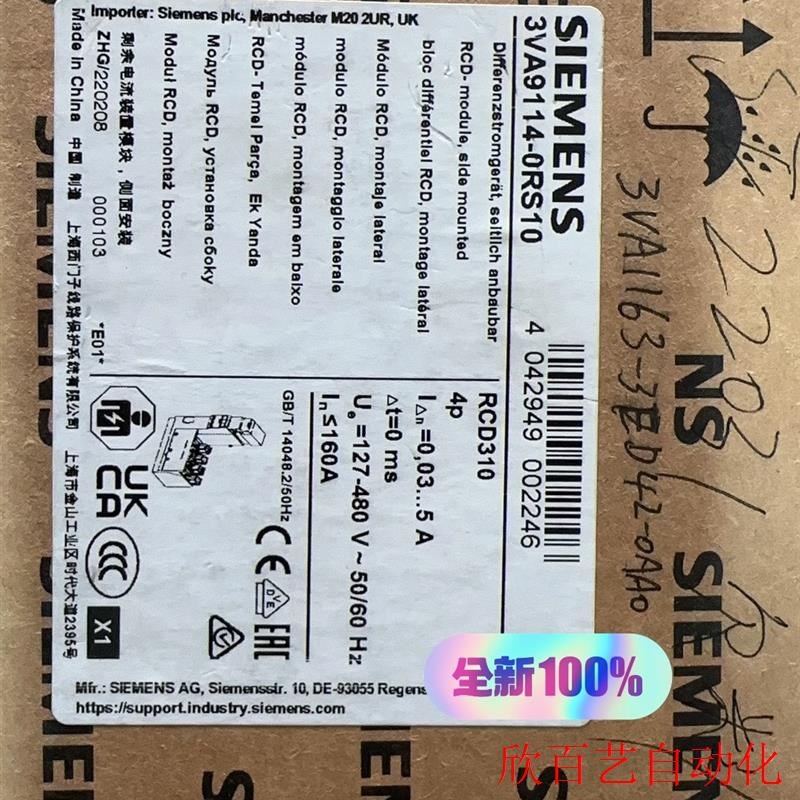 SIEMENS
3VA9114-0RS10
4 042949 002246
Differenzstromgerät, seitlich anbaubar
RCD- module, side mounted
bloc différentiel RCD, montage latéral
Módulo RCD, montaje lateral
modulo RCD, montaggio laterale
módulo RCD, montagem em baixo
RCD- Temel Parça, Ek Yanda
Модуль RCD, установка сбоку
Moduł RCD, montaż boczny
剩余电流装置模块，侧面安装
ZHG/220208 000103 *E01*
Made in China 中国 制造 上海西门子线路保护系统有限公司 上海市金山工业区时代大道2395号
RCD310
4p
I△n=0,03...5 A
△t=0 ms
Ue =127-480 V ~ 50/60 Hz
In≤160A
GB/T 14048.2/50Hz
CE
DVE
EAC
UK
CA
CCC
X1
Importer: Siemens plc, Manchester M20 2UR, UK
Mfr.: SIEMENS AG, Siemensstr. 10, DE-93055 Regens
https://support.industry.siemens.com
3VA1163-3ED42-0AA0
2202
NS
SIEMEN
SIEMENS
SIEM
全新100%
欣百艺自动化